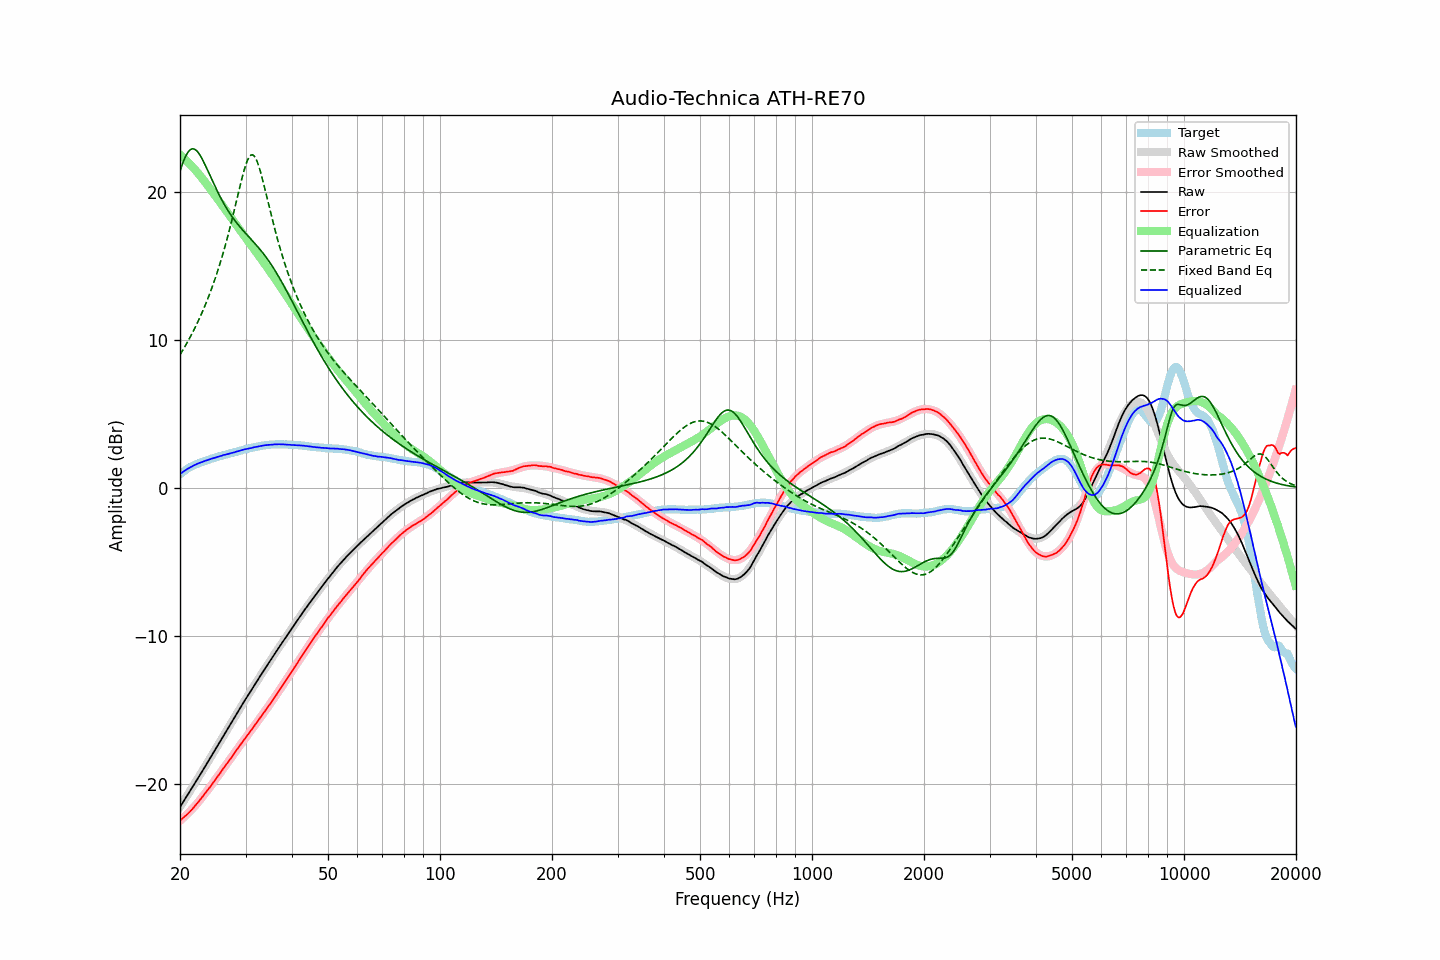 Audio-Technica ATH-RE70
Target
Raw Smoothed
Error Smoothed
Raw
Error
Equalization
Parametric Eq
Fixed Band Eq
Equalized
20
10
0
−10
−20
Amplitude (dBr)
20 50 100 200 500 1000 2000 5000 10000 20000
Frequency (Hz)